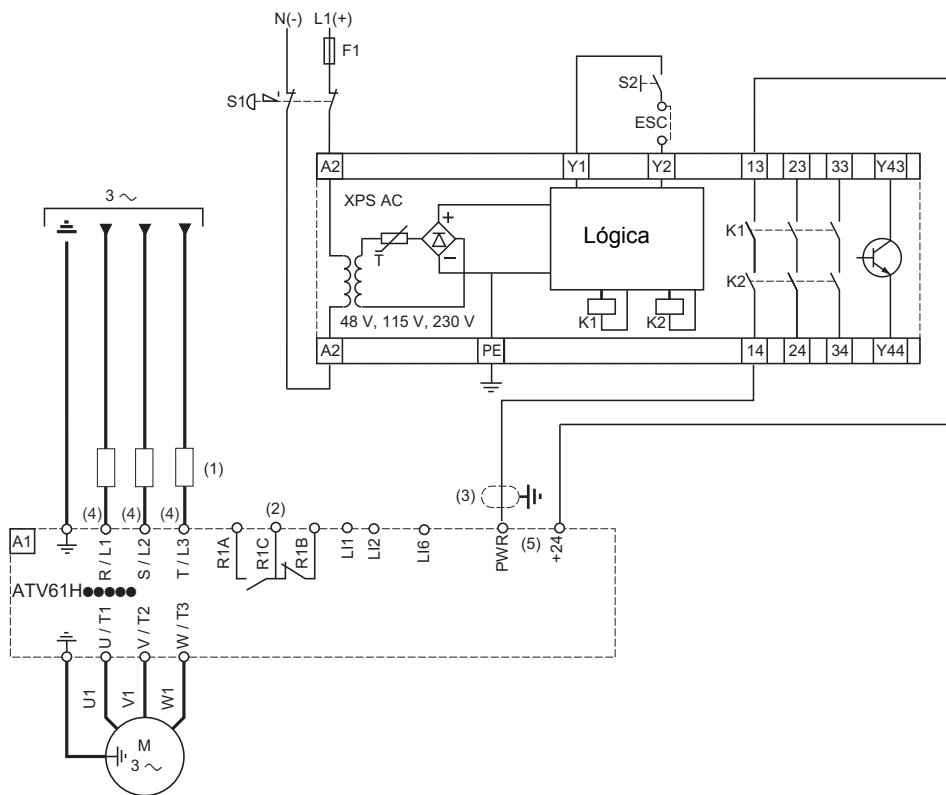 N(-) L1(+)
F1
S1
S2
ESC
A2 Y1 Y2 13 23 33 Y43
XPS AC
+
Lógica
K1
T
−
K2
48 V, 115 V, 230 V
K1 K2
A2 PE 14 24 34 Y44
3 ~
(1)
(2)
(3)
(4) (4) (4)
(5)
A1
R / L1
S / L2
T / L3
R1A
R1C
R1B
LI1
LI2
LI6
PWR
+24
ATV61H●●●●●
U / T1
V / T2
W / T3
U1
V1
W1
M
3 ~